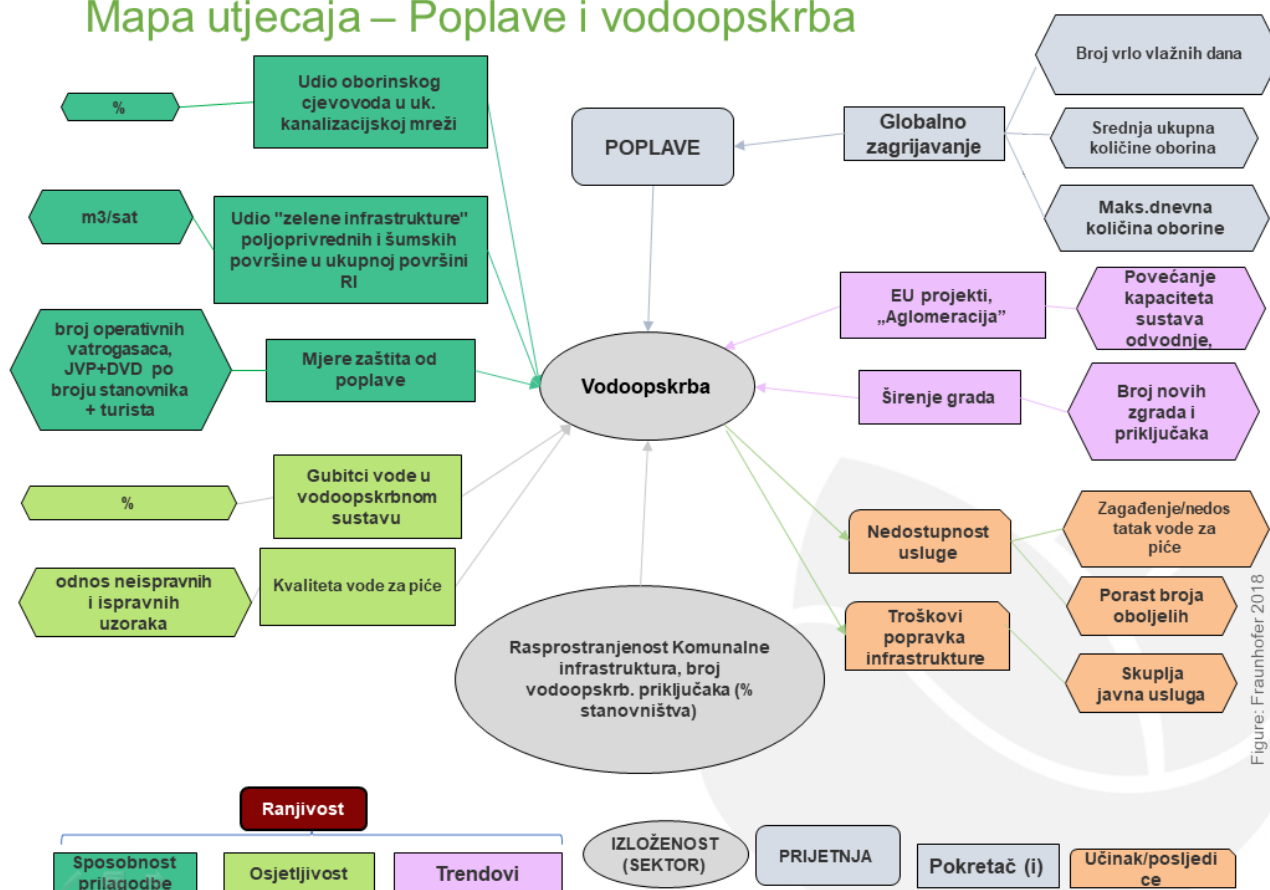 Mapa utjecaja – Poplave i vodoopskrba
Broj vrlo vlažnih dana
Udio oborinskog
cjevovoda u uk.
kanalizacijskoj mreži
%
POPLAVE
Globalno
zagrijavanje
Srednja ukupna
količine oborina
Maks.dnevna
količina oborine
m3/sat
Udio "zelene infrastrukture"
poljoprivrednih i šumskih
površine u ukupnoj površini
RI
EU projekti,
„Aglomeracija”
Povećanje
kapaciteta
sustava
odvodnje,
broj operativnih
vatrogasaca,
JVP+DVD po
broju stanovnika
+ turista
Mjere zaštita od
poplave
Vodoopskrba
Širenje grada
Broj novih
zgrada i
priključaka
%
Gubitci vode u
vodoopskrbnom
sustavu
Nedostupnost
usluge
Zagađenje/nedos
tatak vode za
piće
odnos neispravnih
i ispravnih
uzoraka
Kvaliteta vode za piće
Porast broja
oboljelih
Troškovi
popravka
infrastrukture
Skuplja
javna usluga
Rasprostranjenost Komunalne
infrastruktura, broj
vodoopskrb. priključaka (%
stanovništva)
Figure: Fraunhofer 2018
Ranjivost
Sposobnost
prilagodbe
Osjetljivost
Trendovi
IZLOŽENOST
(SEKTOR)
PRIJETNJA
Pokretač (i)
Učinak/posljedi
ce